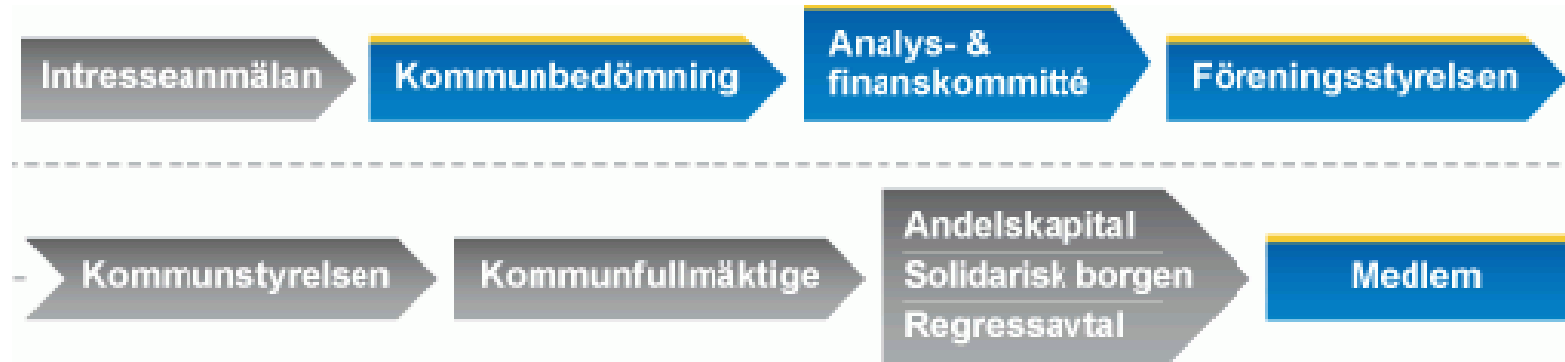 Intresseanmälan
Kommunbedömning
Analys- &
finanskommitté
Föreningsstyrelsen
Kommunstyrelsen
Kommunfullmäktige
Andelskapital
Solidarisk borgen
Regressavtal
Medlem